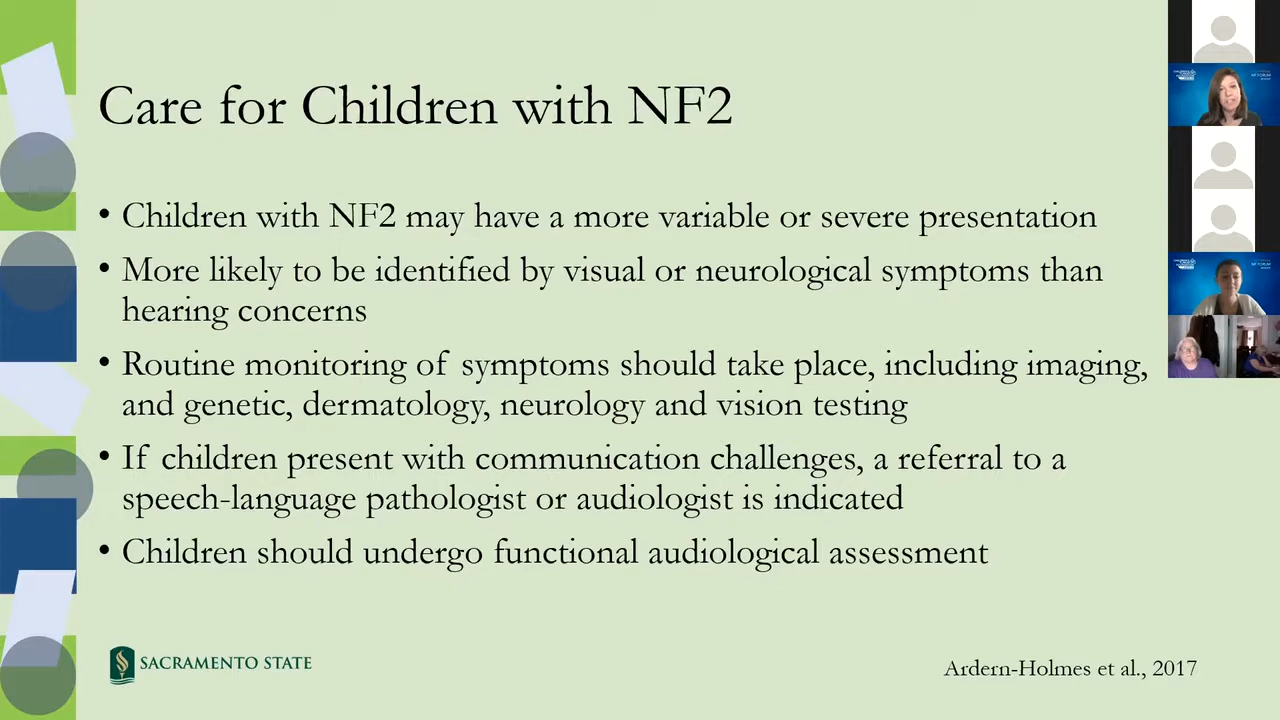 Care for Children with NF2
• Children with NF2 may have a more variable or severe presentation
• More likely to be identified by visual or neurological symptoms than
hearing concerns
• Routine monitoring of symptoms should take place, including imaging,
and genetic, dermatology, neurology and vision testing
• If children present with communication challenges, a referral to a
speech-language pathologist or audiologist is indicated
• Children should undergo functional audiological assessment
SACRAMENTO STATE
Ardern-Holmes et al., 2017